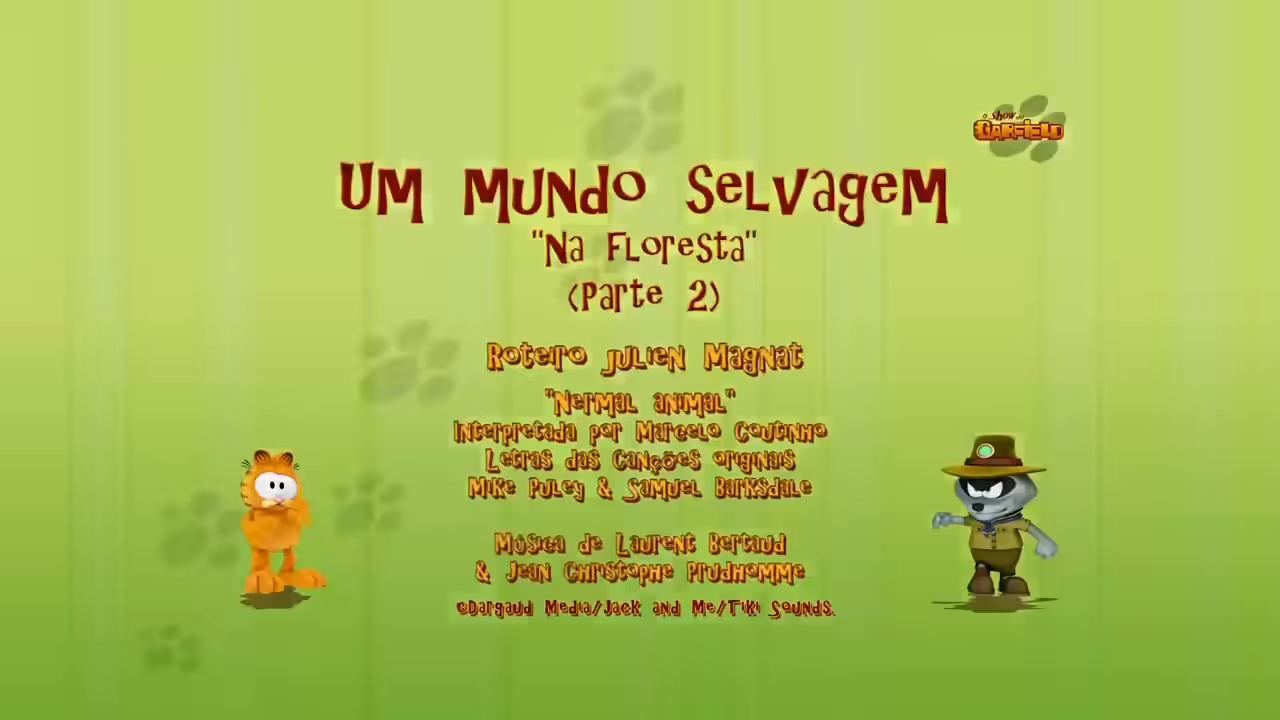 O Show do
GARFIELD
UM MUNDO SELVAGEM
"Na Floresta"
(Parte 2)
Roteiro Julien Magnat
"Nermal animal"
Interpretada por Marcelo Coutinho
Letras das Canções originais
Mike Puley & Samuel Barksdale
Música de Laurent Bertaud
& Jean Christophe Prudhomme
©Dargaud Media/Jack and Me/Tiki Sounds.